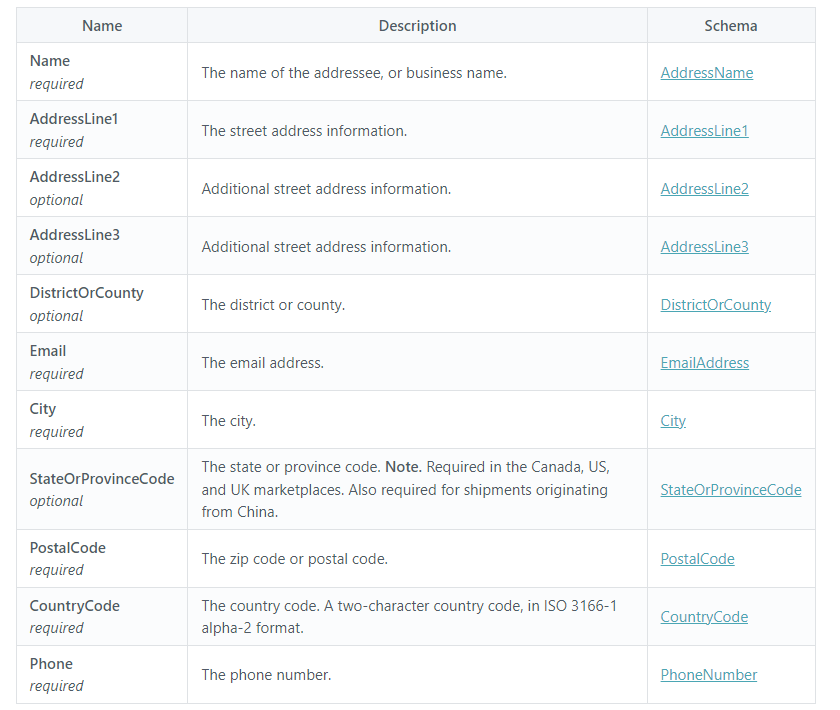 Name Description Schema
Name
required
The name of the addressee, or business name.
AddressName
AddressLine1
required
The street address information.
AddressLine1
AddressLine2
optional
Additional street address information.
AddressLine2
AddressLine3
optional
Additional street address information.
AddressLine3
DistrictOrCounty
optional
The district or county.
DistrictOrCounty
Email
required
The email address.
EmailAddress
City
required
The city.
City
StateOrProvinceCode
optional
The state or province code. Note. Required in the Canada, US,
and UK marketplaces. Also required for shipments originating
from China.
StateOrProvinceCode
PostalCode
required
The zip code or postal code.
PostalCode
CountryCode
required
The country code. A two-character country code, in ISO 3166-1
alpha-2 format.
CountryCode
Phone
required
The phone number.
PhoneNumber